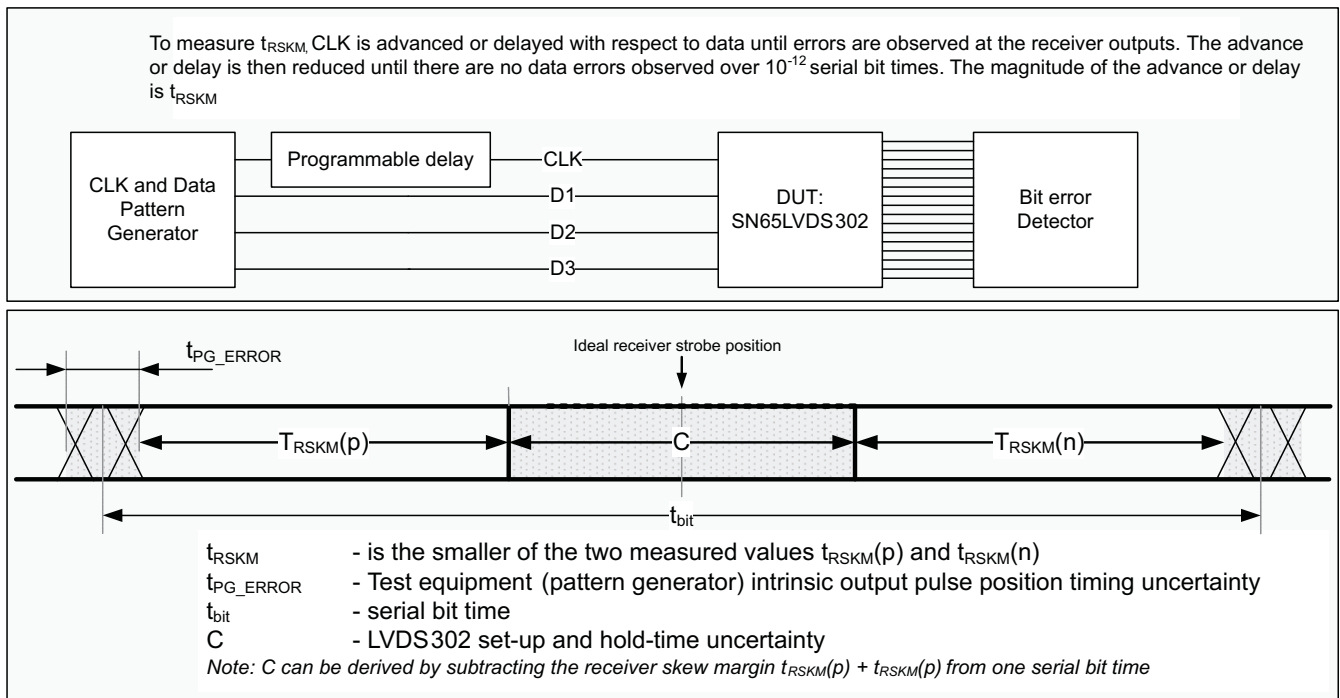 To measure tRSKM, CLK is advanced or delayed with respect to data until errors are observed at the receiver outputs. The advance
or delay is then reduced until there are no data errors observed over 10-12 serial bit times. The magnitude of the advance or delay
is tRSKM
CLK and Data
Pattern
Generator
Programmable delay
CLK
D1
D2
D3
DUT:
SN65LVDS302
Bit error
Detector
tPG_ERROR
Ideal receiver strobe position
TRSKM(p)
C
TRSKM(n)
tbit
tRSKM - is the smaller of the two measured values tRSKM(p) and tRSKM(n)
tPG_ERROR - Test equipment (pattern generator) intrinsic output pulse position timing uncertainty
tbit - serial bit time
C - LVDS302 set-up and hold-time uncertainty
Note: C can be derived by subtracting the receiver skew margin tRSKM(p) + tRSKM(p) from one serial bit time